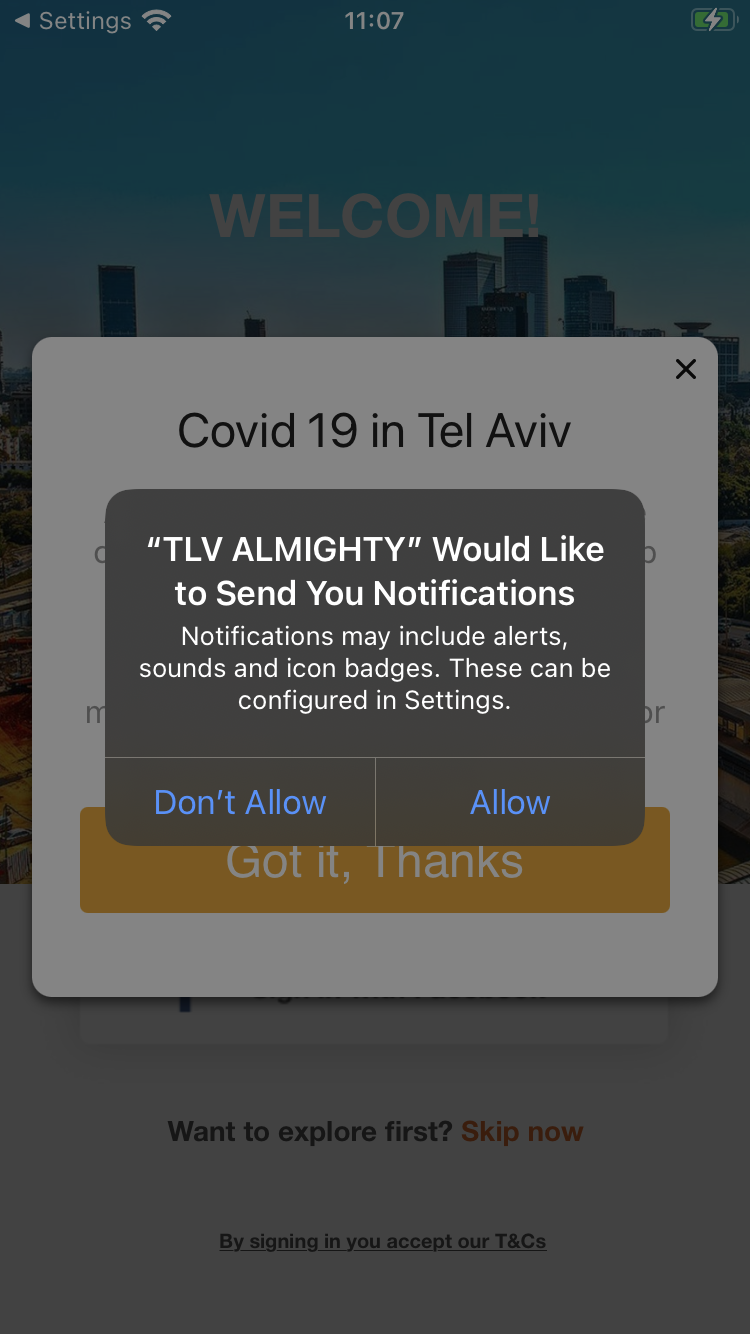 Settings
11:07
WELCOME!
Covid 19 in Tel Aviv
“TLV ALMIGHTY” Would Like
to Send You Notifications
Notifications may include alerts,
sounds and icon badges. These can be
configured in Settings.
Don’t Allow
Allow
Got it, Thanks
Want to explore first? Skip now
By signing in you accept our T&Cs